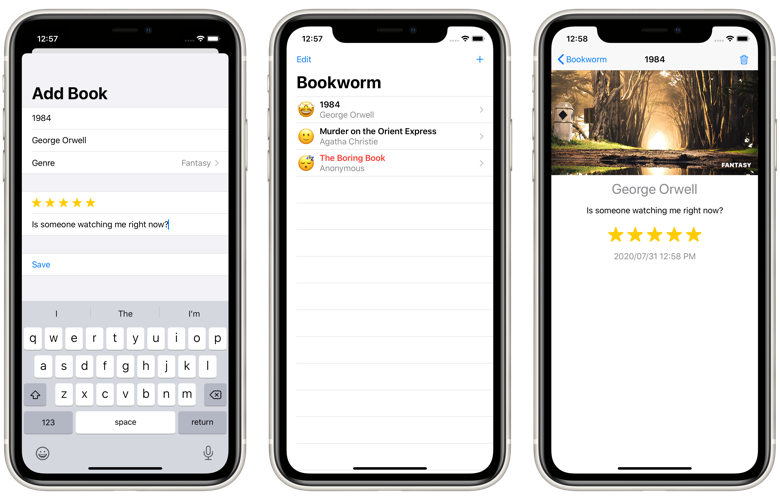 12:57
Add Book
1984
George Orwell
Genre Fantasy
Is someone watching me right now?
Save
I The I'm
q w e r t y u i o p
a s d f g h j k l
z x c v b n m
123 space return
12:57
Edit +
Bookworm
1984
George Orwell
Murder on the Orient Express
Agatha Christie
The Boring Book
Anonymous
12:58
Bookworm 1984
FANTASY
George Orwell
Is someone watching me right now?
2020/07/31 12:58 PM